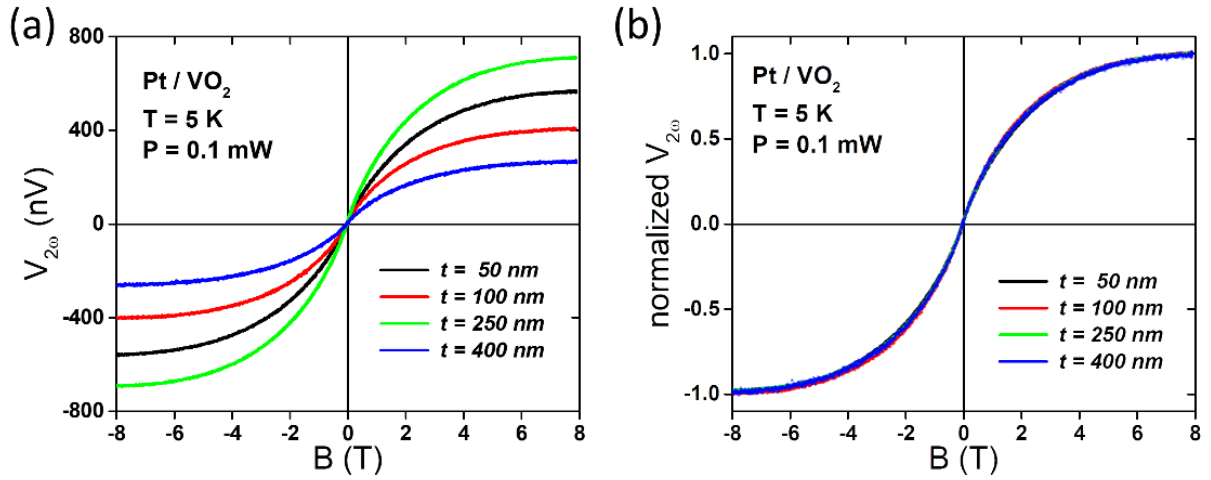 (a)
800
400
0
-400
-800
V2ω (nV)
Pt / VO2
T = 5 K
P = 0.1 mW
t = 50 nm
t = 100 nm
t = 250 nm
t = 400 nm
-8 -6 -4 -2 0 2 4 6 8
B (T)
(b)
1.0
0.5
0.0
-0.5
-1.0
normalized V2ω
Pt / VO2
T = 5 K
P = 0.1 mW
t = 50 nm
t = 100 nm
t = 250 nm
t = 400 nm
-8 -6 -4 -2 0 2 4 6 8
B (T)